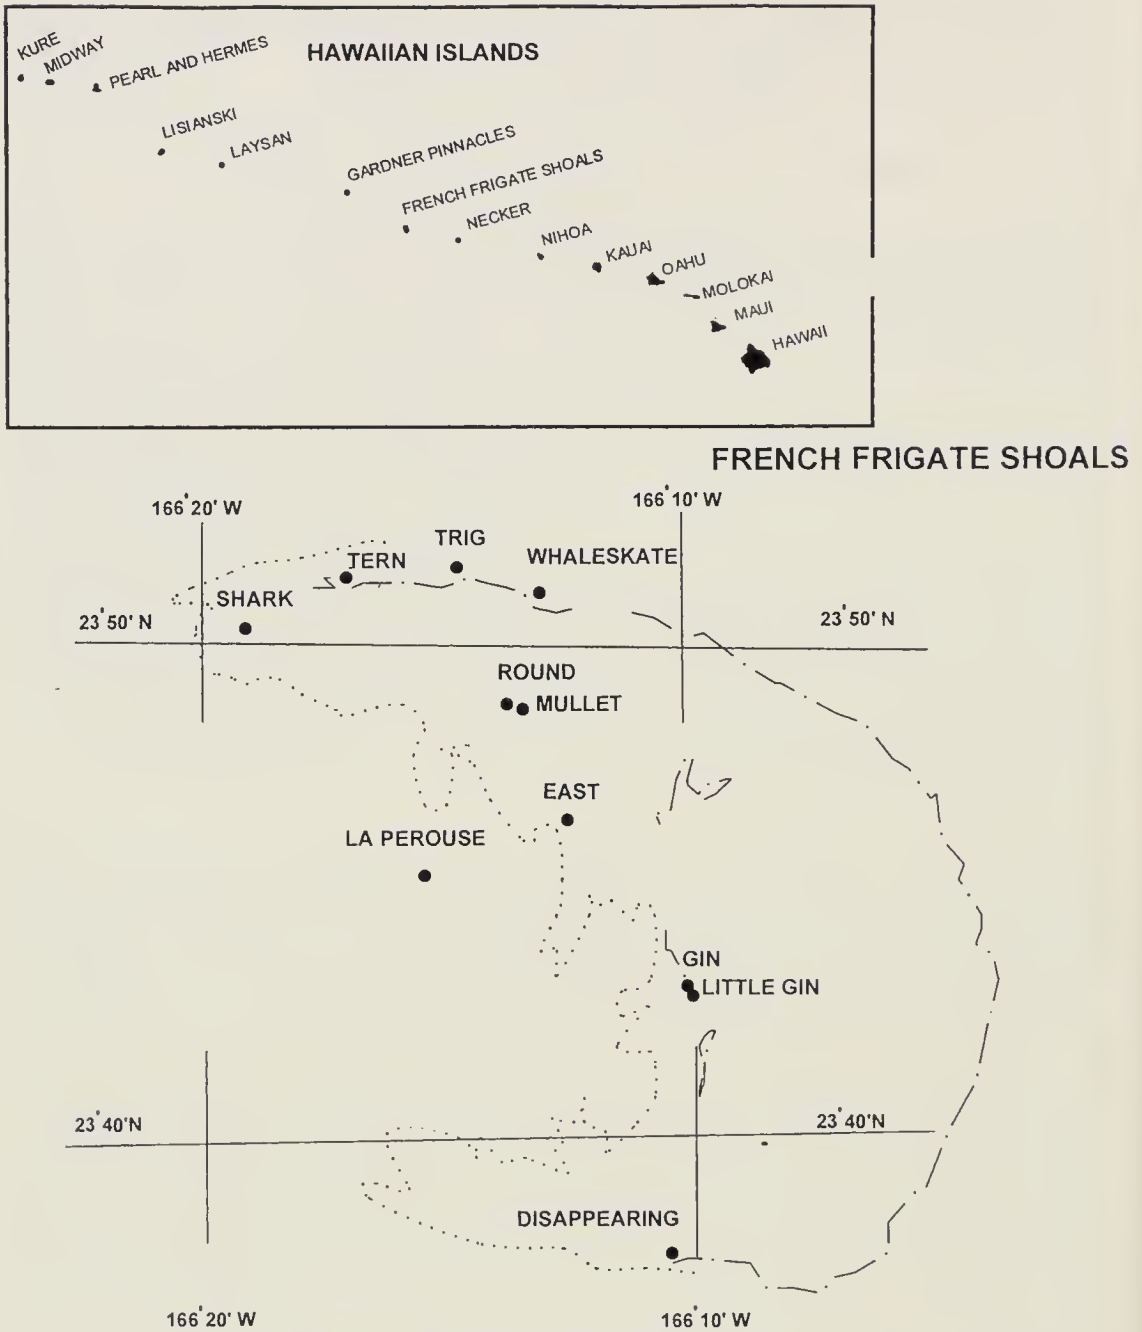 HAWAIIAN ISLANDS
KURE
MIDWAY
PEARL AND HERMES
LISIANSKI
LAYSAN
GARDNER PINNACLES
FRENCH FRIGATE SHOALS
NECKER
NIHOA
KAUAI
OAHU
MOLOKAI
MAUI
HAWAII
FRENCH FRIGATE SHOALS
166° 20' W
166° 10' W
TRIG
TERN
WHALESKATE
SHARK
23° 50' N
23° 50' N
ROUND
MULLET
EAST
LA PEROUSE
GIN
LITTLE GIN
23° 40'N
23° 40'N
DISAPPEARING
166° 20' W
166° 10' W